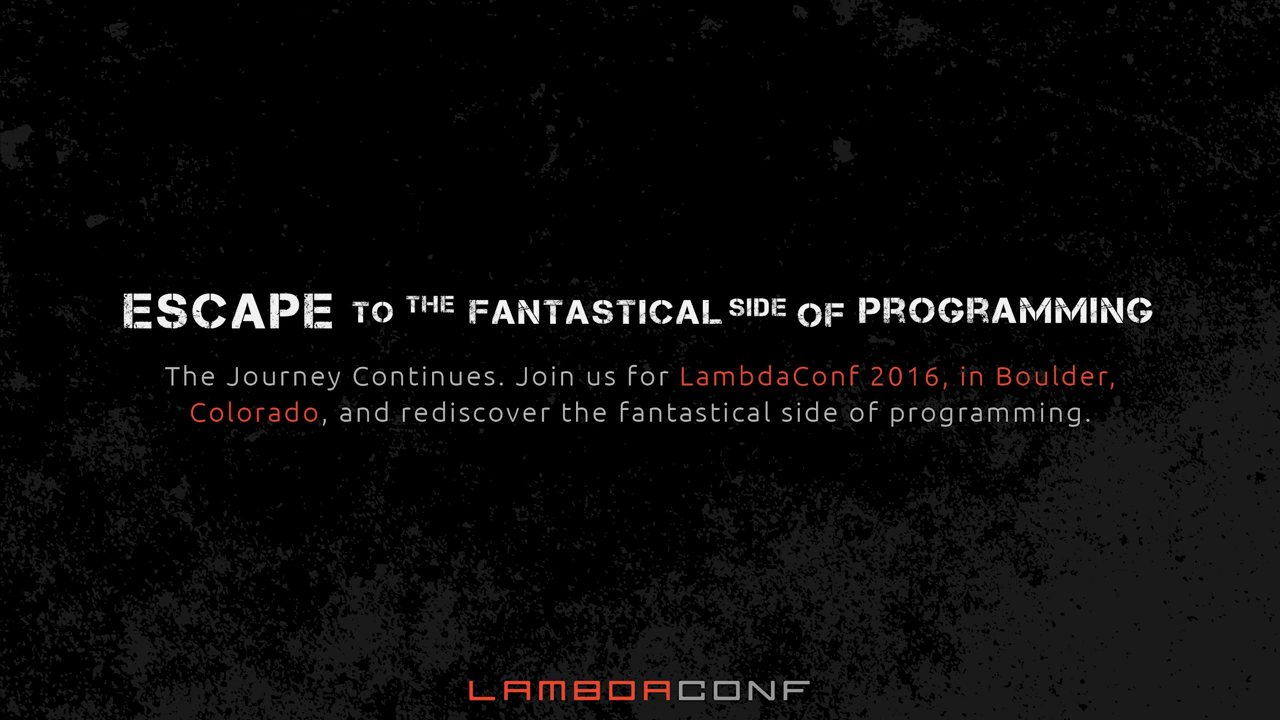 ESCAPE TO THE FANTASTICAL SIDE OF PROGRAMMING
The Journey Continues. Join us for LambdaConf 2016, in Boulder,
Colorado, and rediscover the fantastical side of programming.
LAMBDACONF